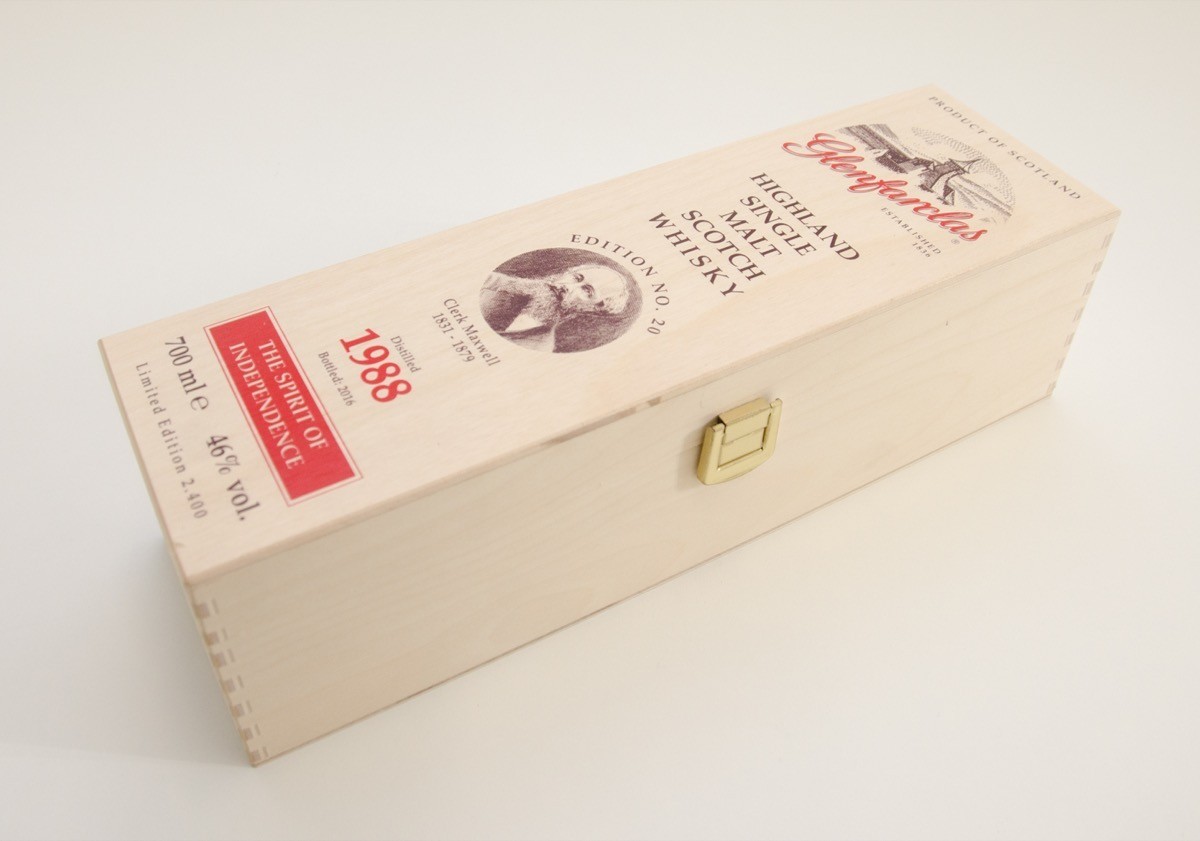 PRODUCT OF SCOTLAND
Glenfarclas
®
ESTABLISHED
1836
HIGHLAND
SINGLE
MALT
SCOTCH
WHISKY
EDITION NO. 20
Clerk Maxwell
1831 - 1879
Distilled
1988
Bottled: 2016
THE SPIRIT OF
INDEPENDENCE
700 ml e 46% vol.
Limited Edition 2.400